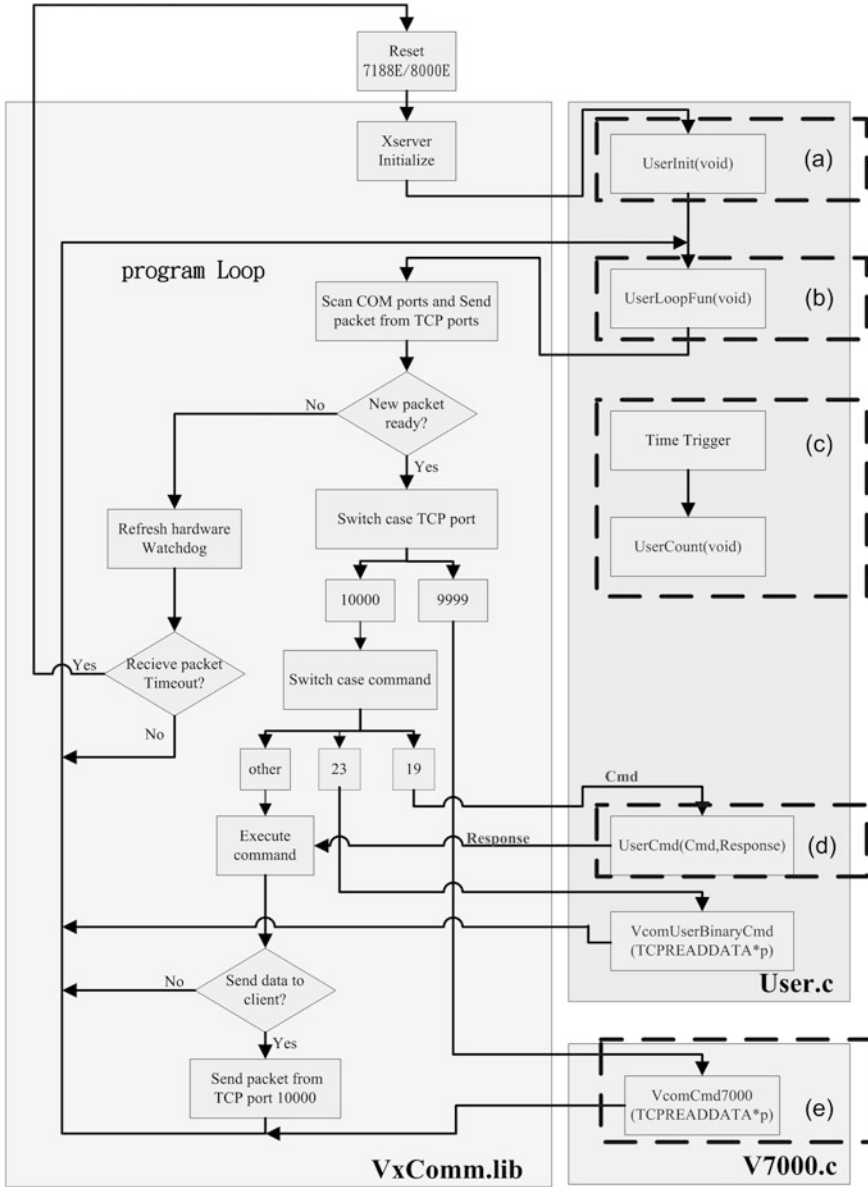 Reset
7188E/8000E
Xserver
Initialize
UserInit(void)
(a)
program Loop
Scan COM ports and Send
packet from TCP ports
UserLoopFun(void)
(b)
No
New packet
ready?
Yes
Time Trigger
(c)
UserCount(void)
Refresh hardware
Watchdog
Switch case TCP port
10000
9999
Yes
Recieve packet
Timeout?
No
Switch case command
other
23
19
Cmd
Execute
command
Response
UserCmd(Cmd,Response)
(d)
VcomUserBinaryCmd
(TCPREADDATA*p)
User.c
No
Send data to
client?
Yes
Send packet from
TCP port 10000
VcomCmd7000
(TCPREADDATA*p)
(e)
VxComm.lib
V7000.c